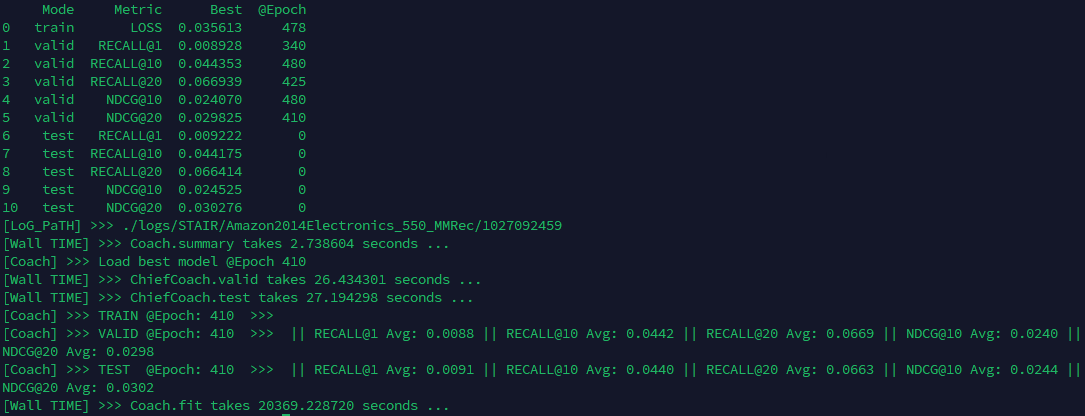 Mode Metric Best @Epoch
0 train LOSS 0.035613 478
1 valid RECALL@1 0.008928 340
2 valid RECALL@10 0.044353 480
3 valid RECALL@20 0.066939 425
4 valid NDCG@10 0.024070 480
5 valid NDCG@20 0.029825 410
6 test RECALL@1 0.009222 0
7 test RECALL@10 0.044175 0
8 test RECALL@20 0.066414 0
9 test NDCG@10 0.024525 0
10 test NDCG@20 0.030276 0
[LoG_PaTH] >>> ./logs/STAIR/Amazon2014Electronics_550_MMRec/1027092459
[Wall TIME] >>> Coach.summary takes 2.738604 seconds ...
[Coach] >>> Load best model @Epoch 410
[Wall TIME] >>> ChiefCoach.valid takes 26.434301 seconds ...
[Wall TIME] >>> ChiefCoach.test takes 27.194298 seconds ...
[Coach] >>> TRAIN @Epoch: 410 >>>
[Coach] >>> VALID @Epoch: 410 >>> || RECALL@1 Avg: 0.0088 || RECALL@10 Avg: 0.0442 || RECALL@20 Avg: 0.0669 || NDCG@10 Avg: 0.0240 ||
NDCG@20 Avg: 0.0298
[Coach] >>> TEST @Epoch: 410 >>> || RECALL@1 Avg: 0.0091 || RECALL@10 Avg: 0.0440 || RECALL@20 Avg: 0.0663 || NDCG@10 Avg: 0.0244 ||
NDCG@20 Avg: 0.0302
[Wall TIME] >>> Coach.fit takes 20369.228720 seconds ...